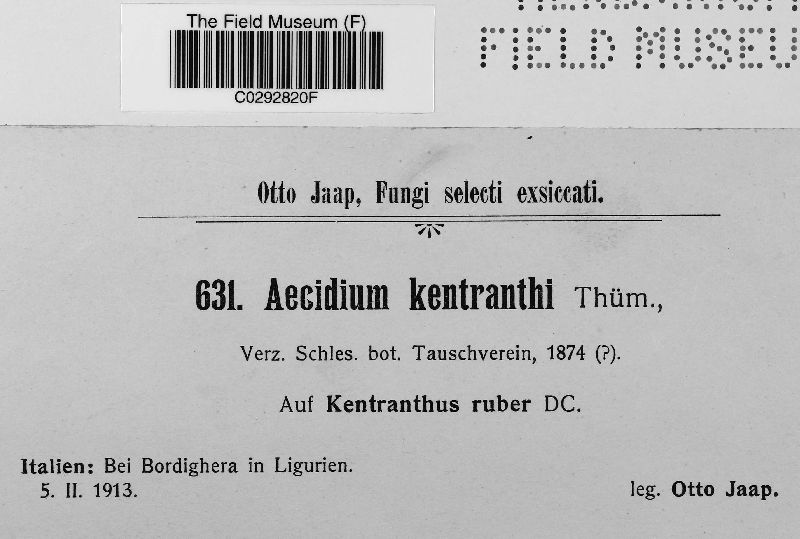 The Field Museum (F)
C0292820F
FIELD MUSEU
Otto Jaap, Fungi selecti exsiccati.
631. Aecidium kentranthi Thüm.,
Verz. Schles. bot. Tauschverein, 1874 (?).
Auf Kentranthus ruber DC.
Italien: Bei Bordighera in Ligurien.
5. II. 1913.
leg. Otto Jaap.